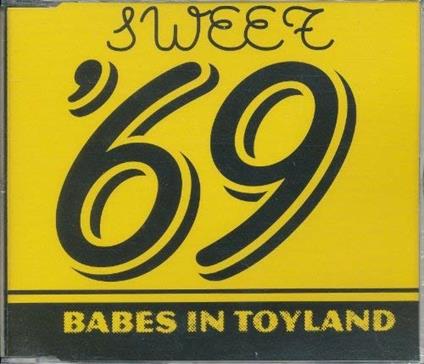 SWEET
'69
BABES IN TOYLAND